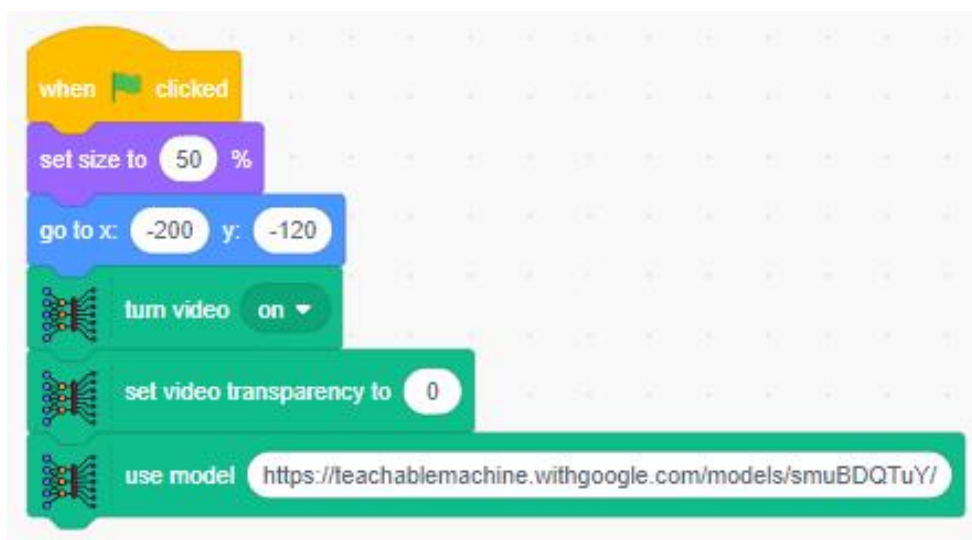 when clicked
set size to 50 %
go to x: -200 y: -120
turn video on
set video transparency to 0
use model https://teachablemachine.withgoogle.com/models/smuBDQTuY/